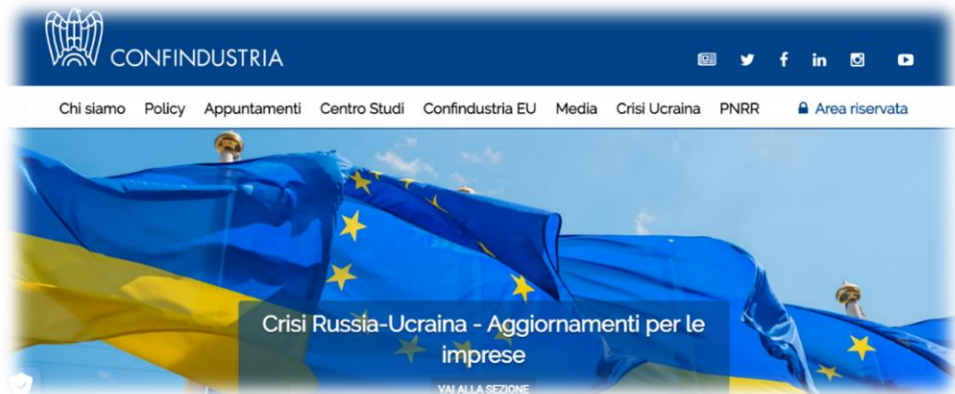 CONFINDUSTRIA
Chi siamo Policy Appuntamenti Centro Studi Confindustria EU Media Crisi Ucraina PNRR Area riservata
Crisi Russia-Ucraina - Aggiornamenti per le
imprese
VAI ALLA SEZIONE